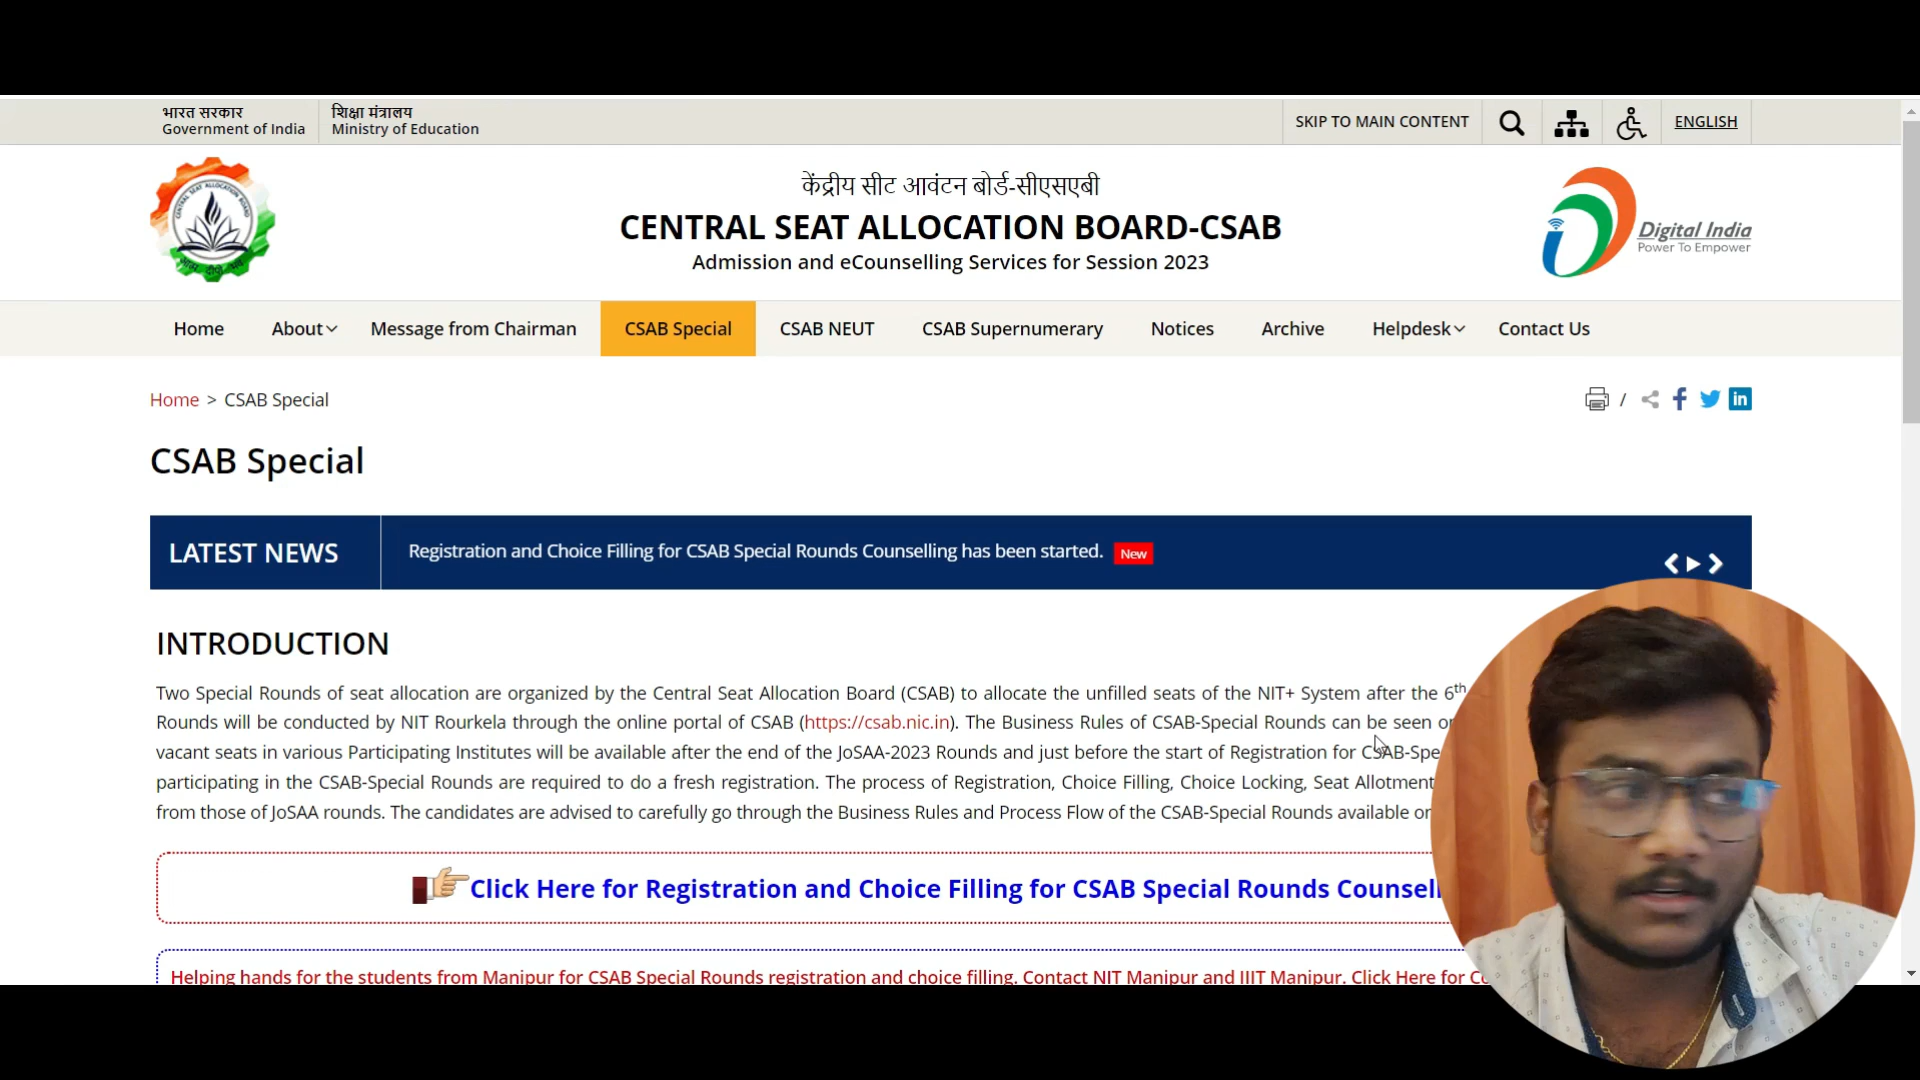 भारत सरकार
Government of India
शिक्षा मंत्रालय
Ministry of Education
SKIP TO MAIN CONTENT
ENGLISH
केंद्रीय सीट आवंटन बोर्ड-सीएसएबी
CENTRAL SEAT ALLOCATION BOARD-CSAB
Admission and eCounselling Services for Session 2023
CENTRAL SEAT ALLOCATION BOARD
Digital India
Power To Empower
Home About Message from Chairman CSAB Special CSAB NEUT CSAB Supernumerary Notices Archive Helpdesk Contact Us
Home > CSAB Special
/
CSAB Special
LATEST NEWS
Registration and Choice Filling for CSAB Special Rounds Counselling has been started. New
INTRODUCTION
Two Special Rounds of seat allocation are organized by the Central Seat Allocation Board (CSAB) to allocate the unfilled seats of the NIT+ System after the 6th
Rounds will be conducted by NIT Rourkela through the online portal of CSAB (https://csab.nic.in). The Business Rules of CSAB-Special Rounds can be seen
vacant seats in various Participating Institutes will be available after the end of the JoSAA-2023 Rounds and just before the start of Registration for CSAB-Spe
participating in the CSAB-Special Rounds are required to do a fresh registration. The process of Registration, Choice Filling, Choice Locking, Seat Allotment
from those of JoSAA rounds. The candidates are advised to carefully go through the Business Rules and Process Flow of the CSAB-Special Rounds available
Click Here for Registration and Choice Filling for CSAB Special Rounds Counsell
Helping hands for the students from Manipur for CSAB Special Rounds registration and choice filling. Contact NIT Manipur and IIIT Manipur. Click Here for